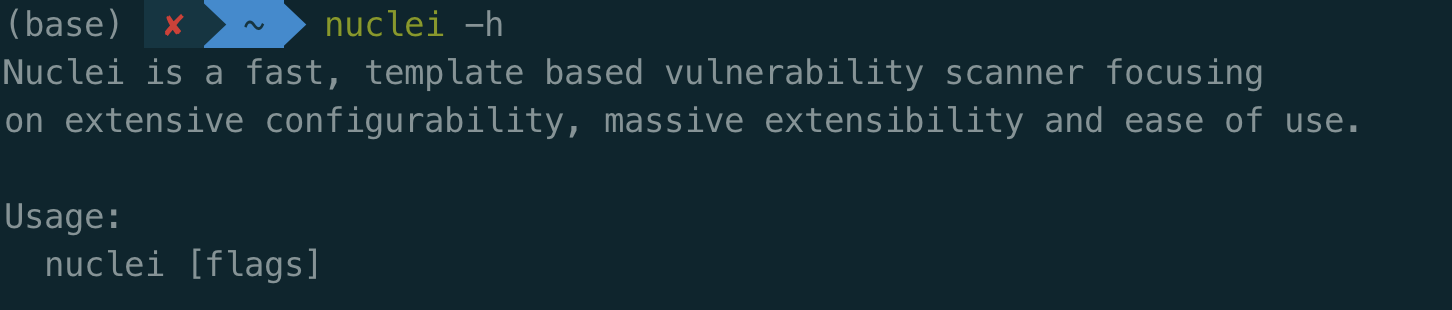 (base) ✘ ~ nuclei -h
Nuclei is a fast, template based vulnerability scanner focusing
on extensive configurability, massive extensibility and ease of use.
Usage:
nuclei [flags]